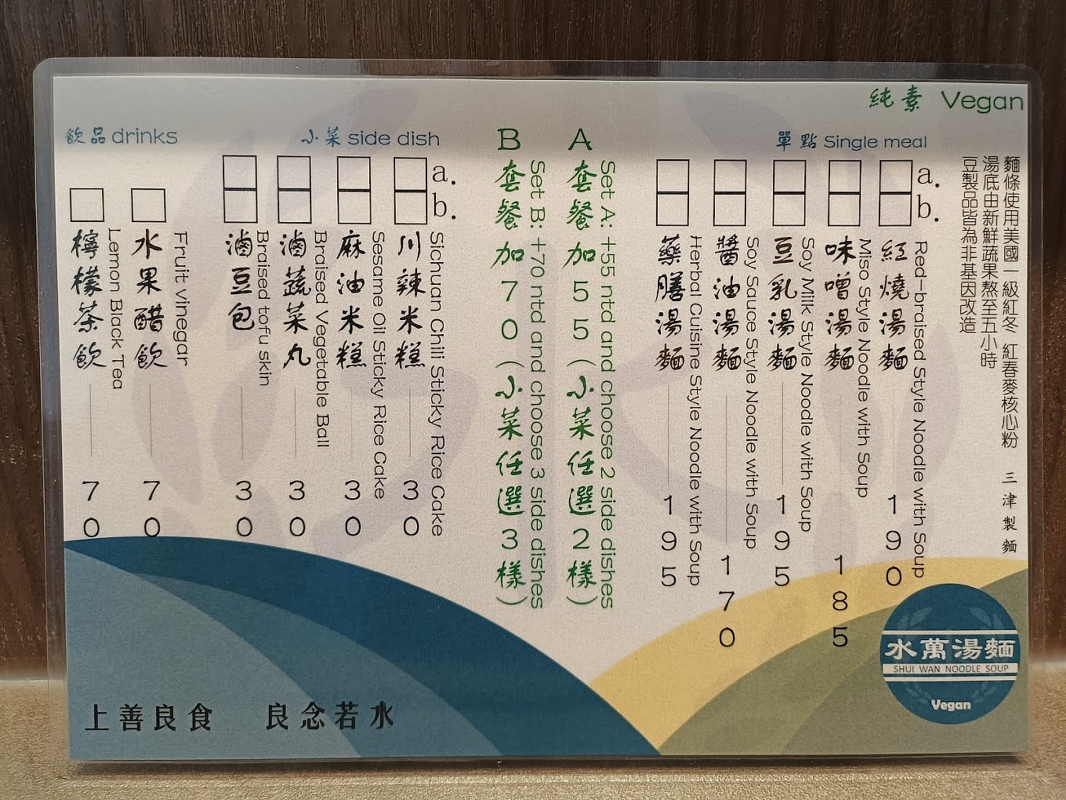 純素 Vegan
麵條使用美國一級紅冬 紅春麥核心粉 三津製麵
湯底由新鮮蔬果熬至五小時
豆製品皆為非基因改造
單點 Single meal
a.
b.
Red-braised Style Noodle with Soup
紅燒湯麵 190
Miso Style Noodle with Soup
味噌湯麵 185
Soy Milk Style Noodle with Soup
豆乳湯麵 195
Soy Sauce Style Noodle with Soup
醬油湯麵 170
Herbal Cuisine Style Noodle with Soup
藥膳湯麵 195
Set A: +55 ntd and choose 2 side dishes
A套餐加55(小菜任選2樣)
Set B: +70 ntd and choose 3 side dishes
B套餐加70(小菜任選3樣)
小菜 side dish
a.
b.
Sichuan Chili Sticky Rice Cake
川辣米糕 30
Sesame Oil Sticky Rice Cake
麻油米糕 30
Braised Vegetable Ball
滷蔬菜丸 30
Braised tofu skin
滷豆包 30
飲品 drinks
Fruit vinegar
水果醋飲 70
Lemon Black Tea
檸檬茶飲 70
上善良食 良念若水
水萬湯麵
SHUI WAN NOODLE SOUP
Vegan